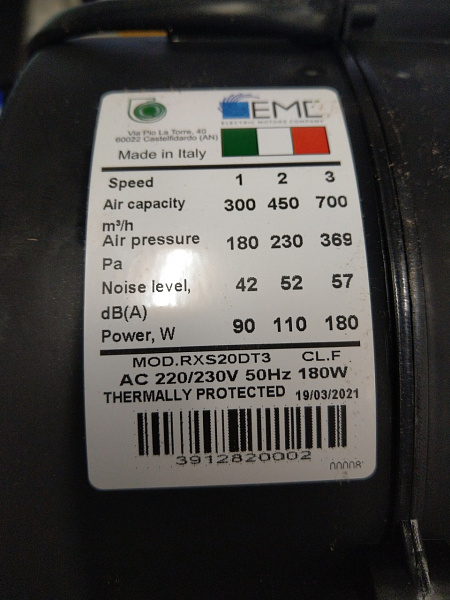 EME
ELECTRIC MOTORS COMPANY
Via Pio La Torre, 40
60022 Castelfidardo (AN)
Made in Italy
Speed 1 2 3
Air capacity 300 450 700
m³/h
Air pressure 180 230 369
Pa
Noise level, 42 52 57
dB(A)
Power, W 90 110 180
MOD.RXS20DT3 CL.F
AC 220/230V 50Hz 180W
THERMALLY PROTECTED 19/03/2021
3912820002